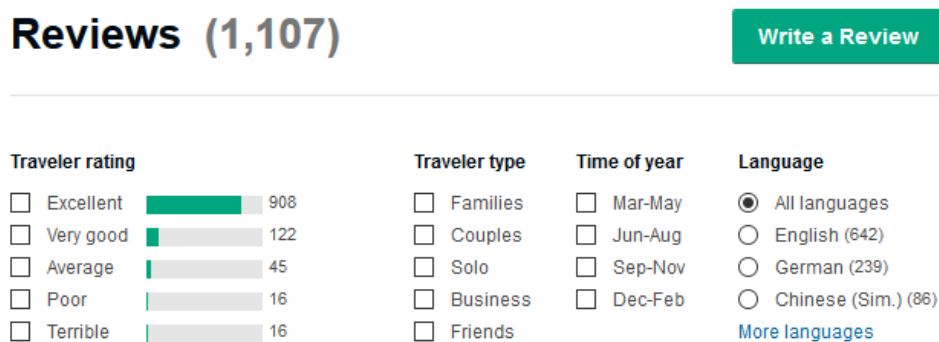 Reviews (1,107)
Write a Review
Traveler rating
Excellent 908
Very good 122
Average 45
Poor 16
Terrible 16
Traveler type
Families
Couples
Solo
Business
Friends
Time of year
Mar-May
Jun-Aug
Sep-Nov
Dec-Feb
Language
All languages
English (642)
German (239)
Chinese (Sim.) (86)
More languages